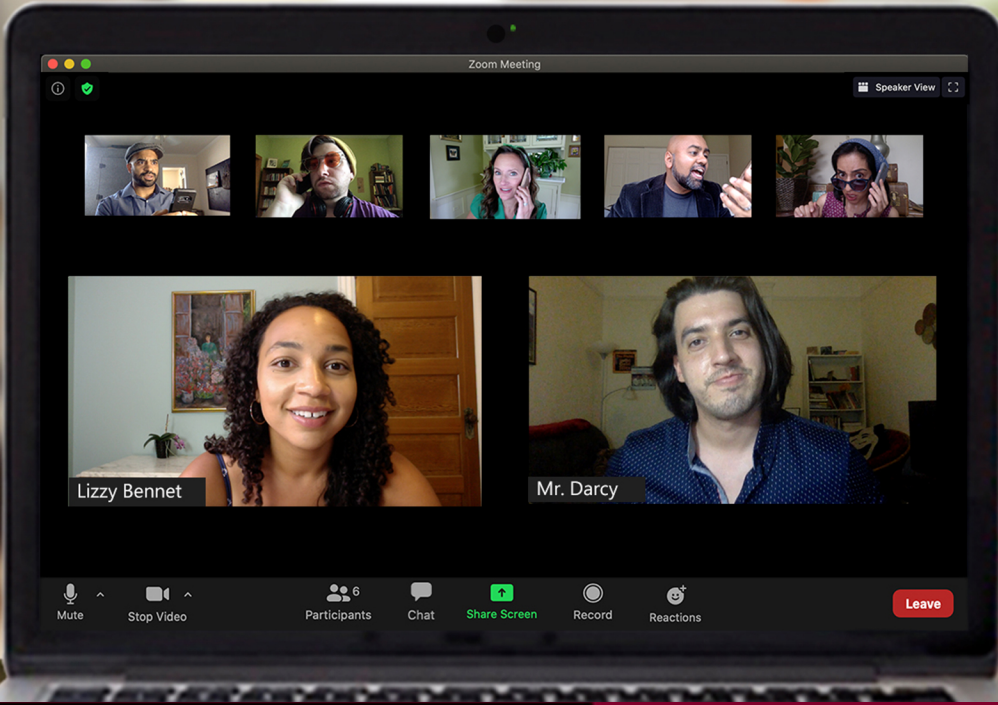 Zoom Meeting
Speaker View
Lizzy Bennet
Mr. Darcy
6
Mute
Stop Video
Participants
Chat
Share Screen
Record
Reactions
Leave